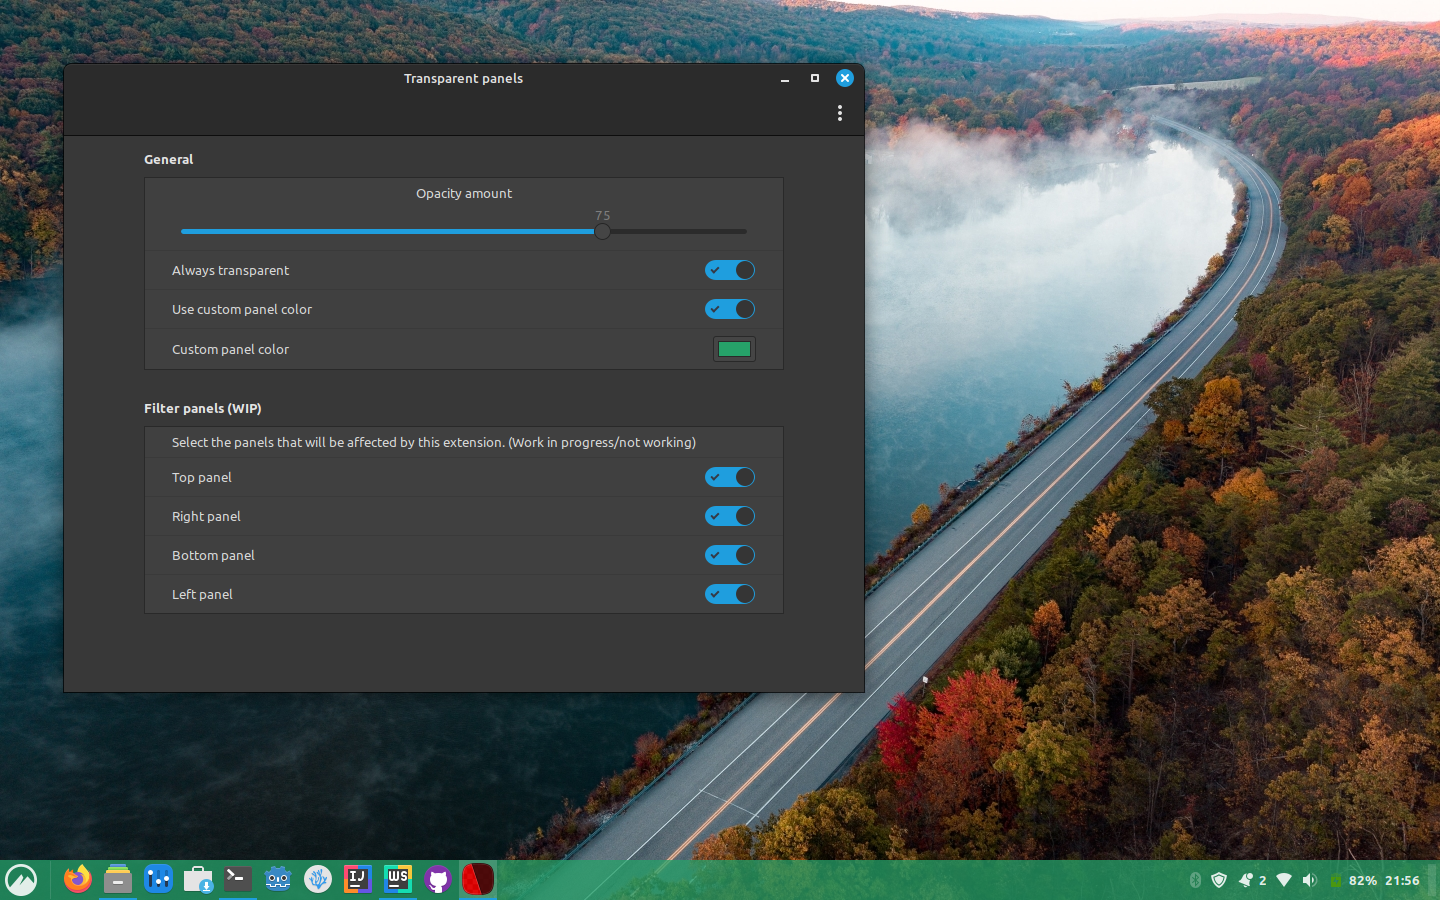 Transparent panels
General
Opacity amount
75
Always transparent
Use custom panel color
Custom panel color
Filter panels (WIP)
Select the panels that will be affected by this extension. (Work in progress/not working)
Top panel
Right panel
Bottom panel
Left panel
IJ WS 2 82% 21:56